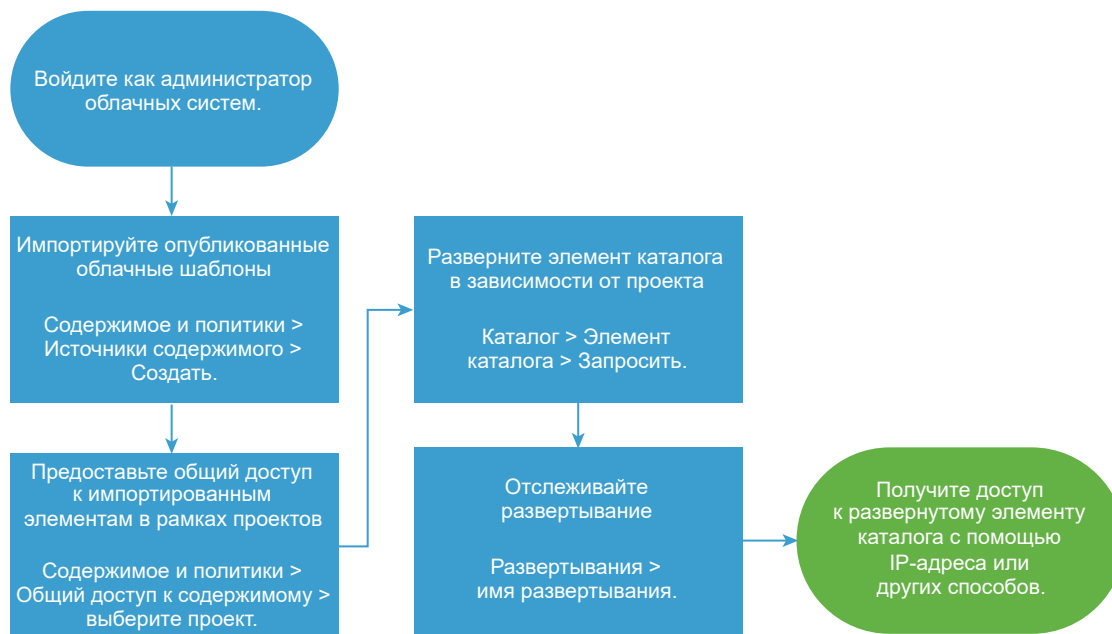 Войдите как администратор
облачных систем.
Импортируйте опубликованные
облачные шаблоны
Содержимое и политики >
Источники содержимого >
Создать.
Предоставьте общий доступ
к импортированным
элементам в рамках проектов
Содержимое и политики >
Общий доступ к содержимому >
выберите проект.
Разверните элемент каталога
в зависимости от проекта
Каталог > Элемент
каталога > Запросить.
Отслеживайте
развертывание
Развертывания >
имя развертывания.
Получите доступ
к развернутому элементу
каталога с помощью
IP-адреса или
других способов.